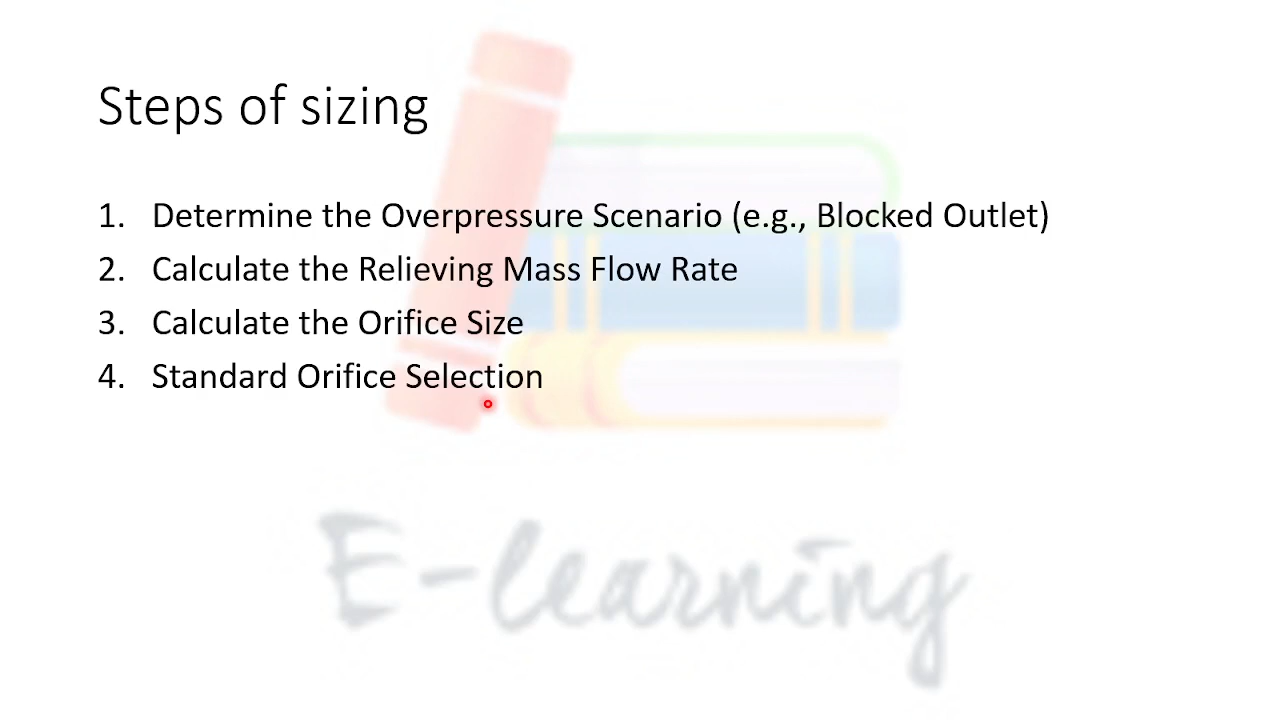 Steps of sizing
1. Determine the Overpressure Scenario (e.g., Blocked Outlet)
2. Calculate the Relieving Mass Flow Rate
3. Calculate the Orifice Size
4. Standard Orifice Selection
E-learning